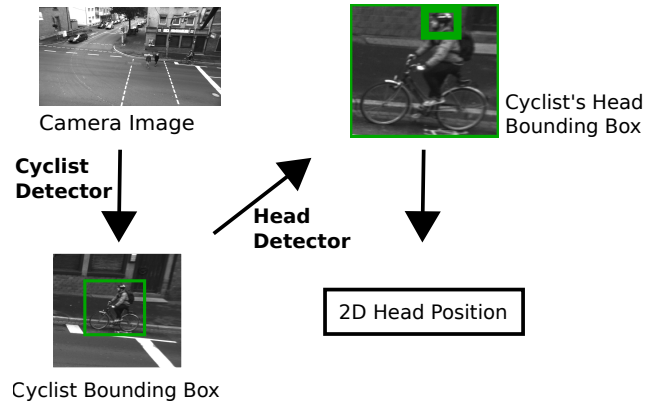 Camera Image
Cyclist
Detector
Cyclist Bounding Box
Head
Detector
Cyclist's Head
Bounding Box
2D Head Position